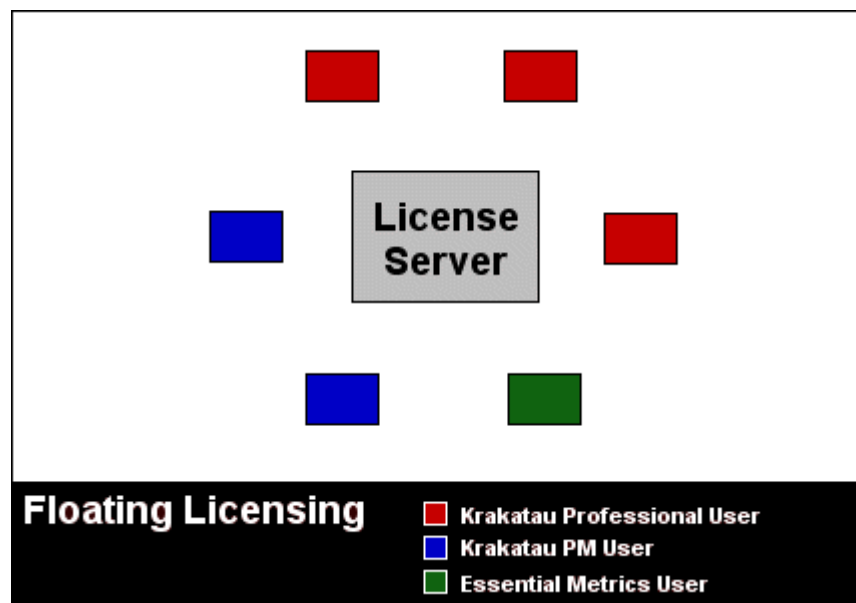 License
Server
Floating Licensing
Krakatau Professional User
Krakatau PM User
Essential Metrics User